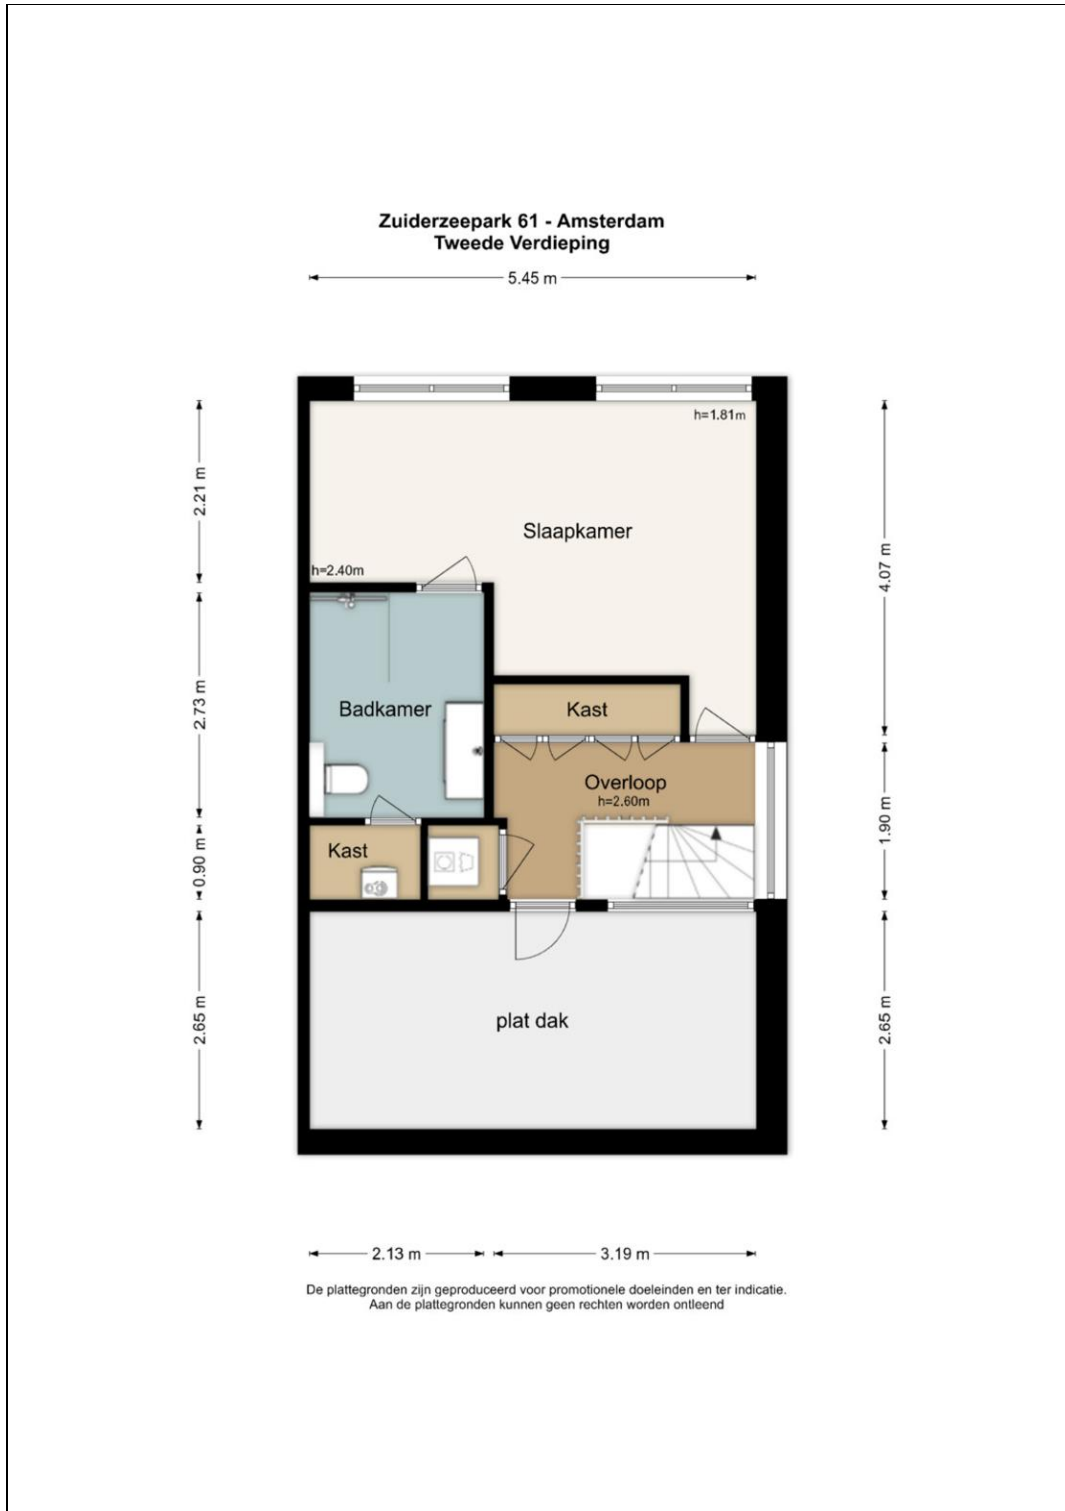 Zuiderzeepark 61 - Amsterdam
Tweede Verdieping
5.45 m
h=1.81m
2.21 m
Slaapkamer
4.07 m
h=2.40m
2.73 m
Badkamer
Kast
Overloop
h=2.60m
1.90 m
Kast
0.90 m
2.65 m
plat dak
2.65 m
2.13 m
3.19 m
De plattegronden zijn geproduceerd voor promotionele doeleinden en ter indicatie.
Aan de plattegronden kunnen geen rechten worden ontleend